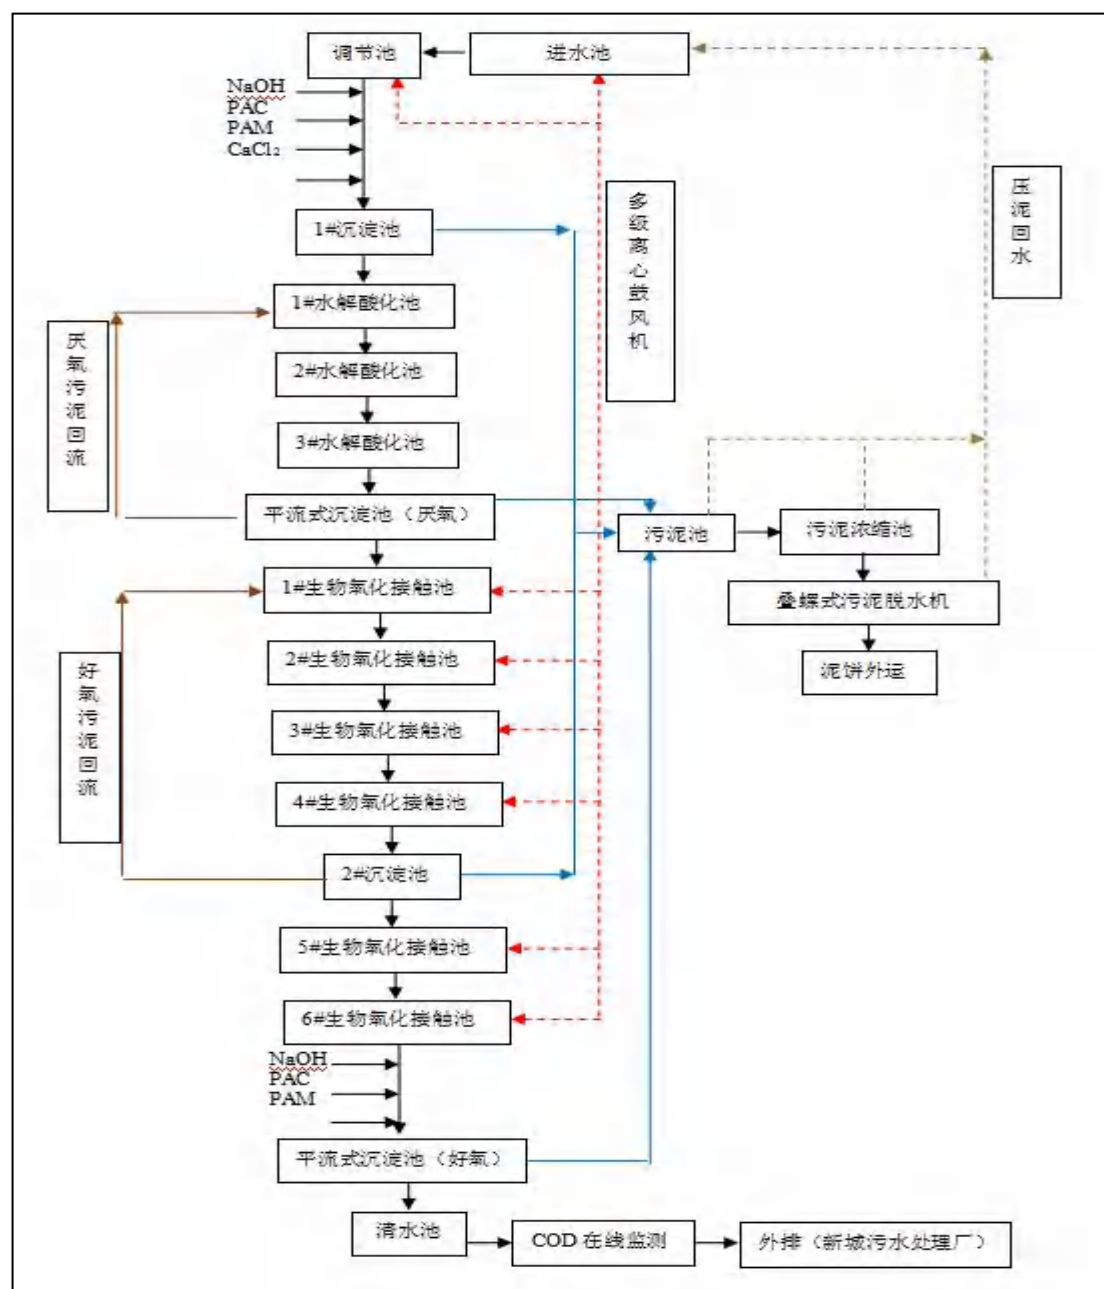 调节池
进水池
NaOH
PAC
PAM
CaCl₂
多级离心鼓风机
压泥回水
1#沉淀池
1#水解酸化池
厌氧污泥回流
2#水解酸化池
3#水解酸化池
平流式沉淀池（厌氧）
污泥池
污泥浓缩池
1#生物氧化接触池
叠螺式污泥脱水机
好氧污泥回流
2#生物氧化接触池
泥饼外运
3#生物氧化接触池
4#生物氧化接触池
2#沉淀池
5#生物氧化接触池
6#生物氧化接触池
NaOH
PAC
PAM
平流式沉淀池（好氧）
清水池
COD 在线监测
外排（新城污水处理厂）